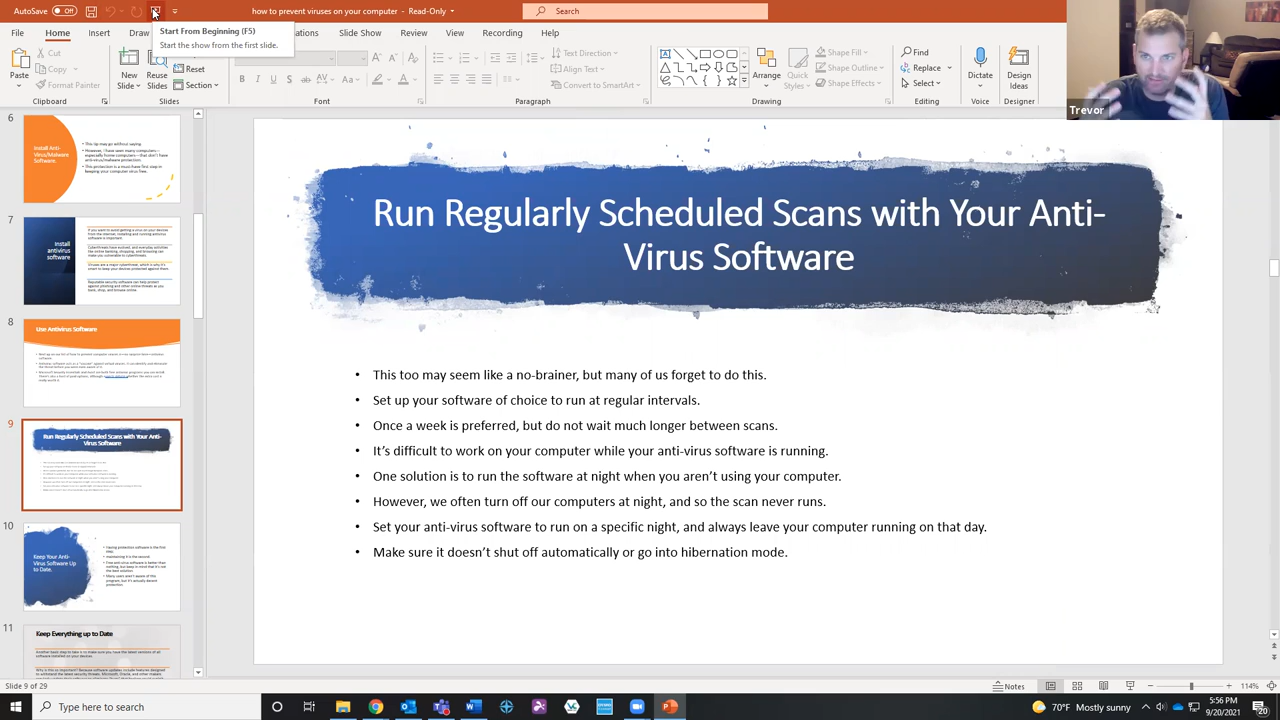 AutoSave Off
how to prevent viruses on your computer - Read-Only
Search
Start From Beginning (F5)
Start the show from the first slide.
File Home Insert Draw Slide Show Review View Recording Help
Paste
Cut
Copy
Format Painter
Clipboard
New Slide
Reuse Slides
Reset
Section
Slides
Font
Text Direction
Align Text
Convert to SmartArt
Paragraph
Arrange
Quick Styles
Shape Fill
Shape Outline
Shape Effects
Drawing
Find
Replace
Select
Editing
Dictate
Voice
Design Ideas
Designer
Trevor
6
Install Anti-
Virus/Malware
Software.
7
Install
antivirus
software
8
Use Antivirus Software
9
Run Regularly Scheduled Scans with Your Anti-
Virus Software
10
Keep Your Anti-
Virus Software Up
to Date.
11
Keep Everything up to Date
Run Regularly Scheduled Scans with Your Anti-
Virus Software
• This too may seem like a no-brainer, but many of us forget to do this.
• Set up your software of choice to run at regular intervals.
• Once a week is preferred, but do not wait much longer between scans.
• It's difficult to work on your computer while your anti-virus software is running.
• One solution is to run the software at night when you aren't using your computer.
• However, we often turn off our computers at night, and so the scan never runs.
• Set your anti-virus software to run on a specific night, and always leave your computer running on that day.
• Make sure it doesn't shut off automatically or go into hibernation mode.
Slide 9 of 29
Notes
114%
Type here to search
70°F Mostly sunny
5:56 PM
9/20/2021
20